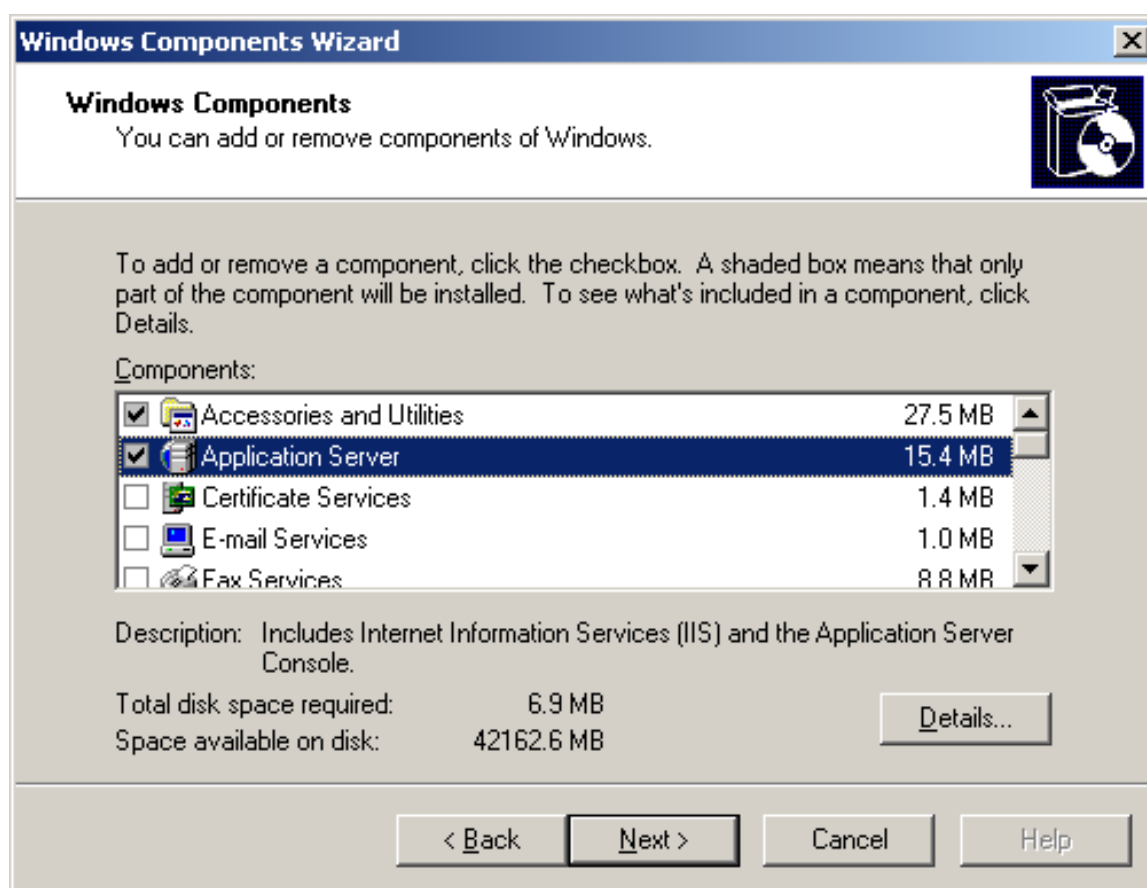 Windows Components Wizard
Windows Components
You can add or remove components of Windows.
To add or remove a component, click the checkbox. A shaded box means that only
part of the component will be installed. To see what's included in a component, click
Details.
Components:
Accessories and Utilities 27.5 MB
Application Server 15.4 MB
Certificate Services 1.4 MB
E-mail Services 1.0 MB
Fax Services 8.8 MB
Description: Includes Internet Information Services (IIS) and the Application Server
Console.
Total disk space required: 6.9 MB
Space available on disk: 42162.6 MB
Details...
< Back Next > Cancel Help